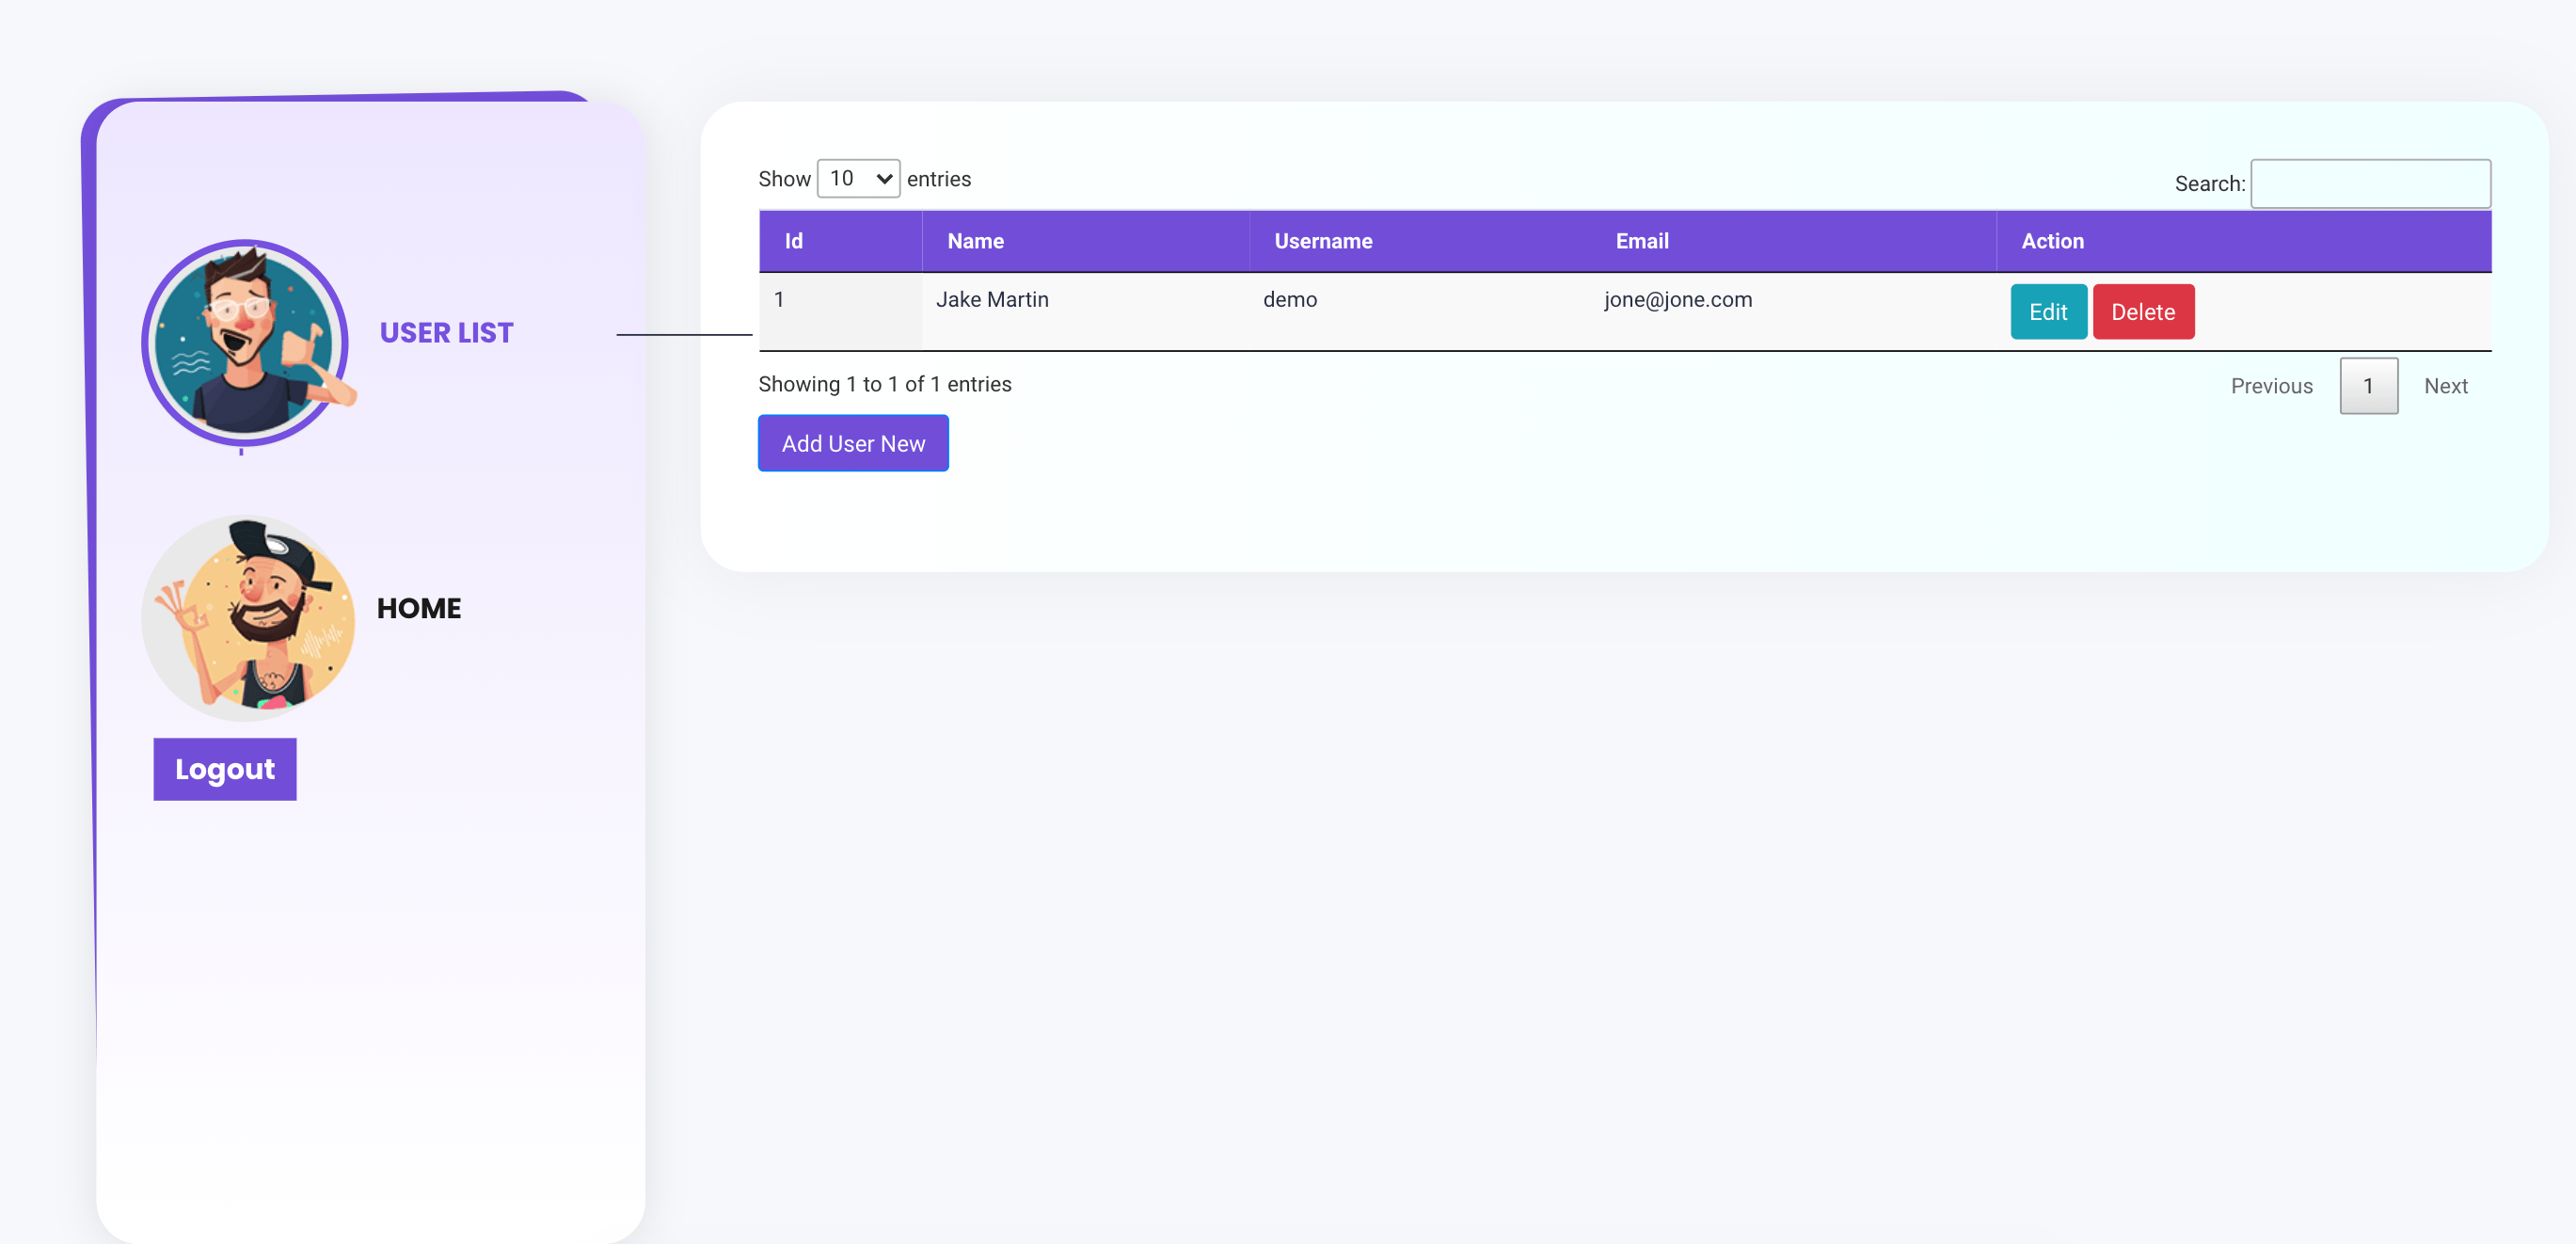 USER LIST
HOME
Logout
Show 10 entries
Search:
Id Name Username Email Action
1 Jake Martin demo jone@jone.com Edit Delete
Showing 1 to 1 of 1 entries
Previous 1 Next
Add User New